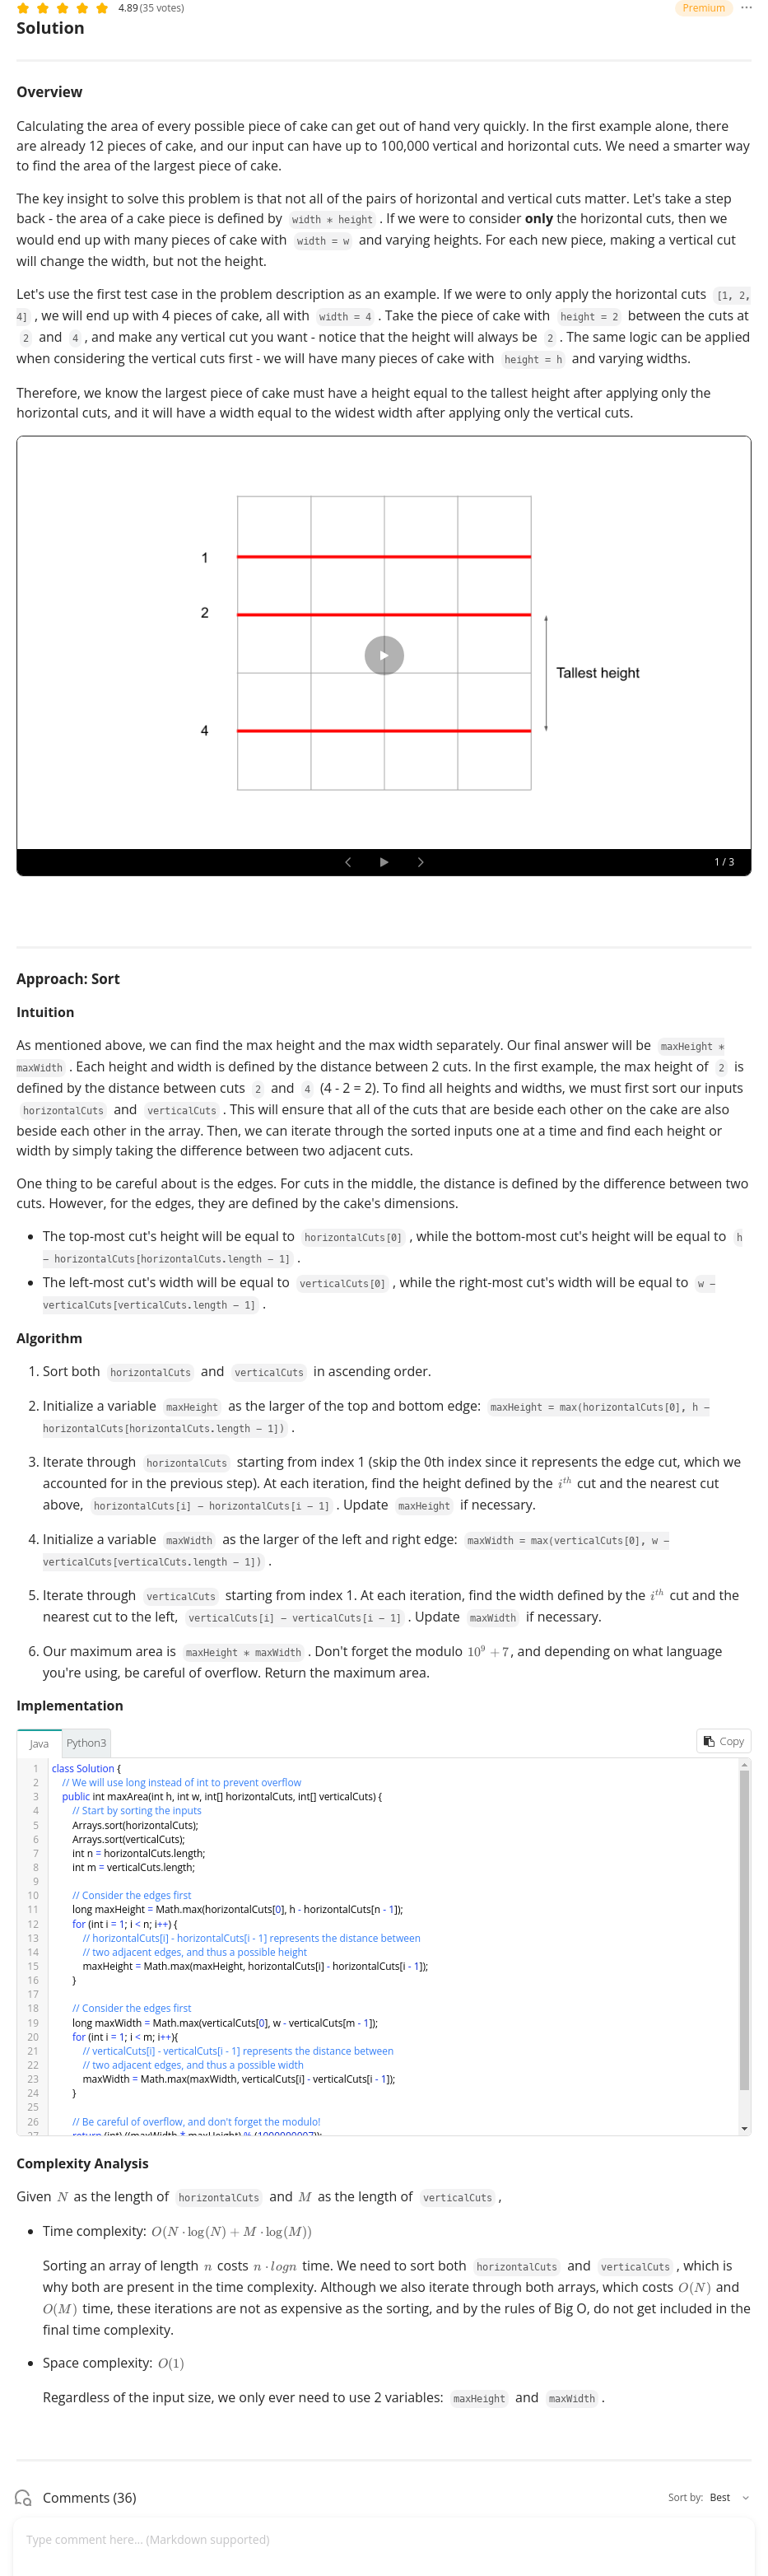 4.89 (35 votes)
Premium
Solution
Overview
Calculating the area of every possible piece of cake can get out of hand very quickly. In the first example alone, there
are already 12 pieces of cake, and our input can have up to 100,000 vertical and horizontal cuts. We need a smarter way
to find the area of the largest piece of cake.
The key insight to solve this problem is that not all of the pairs of horizontal and vertical cuts matter. Let's take a step
back - the area of a cake piece is defined by width * height . If we were to consider only the horizontal cuts, then we
would end up with many pieces of cake with width = w and varying heights. For each new piece, making a vertical cut
will change the width, but not the height.
Let's use the first test case in the problem description as an example. If we were to only apply the horizontal cuts [1, 2,
4] , we will end up with 4 pieces of cake, all with width = 4 . Take the piece of cake with height = 2 between the cuts at
2 and 4 , and make any vertical cut you want - notice that the height will always be 2 . The same logic can be applied
when considering the vertical cuts first - we will have many pieces of cake with height = h and varying widths.
Therefore, we know the largest piece of cake must have a height equal to the tallest height after applying only the
horizontal cuts, and it will have a width equal to the widest width after applying only the vertical cuts.
1
2
Tallest height
4
1 / 3
Approach: Sort
Intuition
As mentioned above, we can find the max height and the max width separately. Our final answer will be maxHeight *
maxWidth . Each height and width is defined by the distance between 2 cuts. In the first example, the max height of 2 is
defined by the distance between cuts 2 and 4 (4 - 2 = 2). To find all heights and widths, we must first sort our inputs
horizontalCuts and verticalCuts . This will ensure that all of the cuts that are beside each other on the cake are also
beside each other in the array. Then, we can iterate through the sorted inputs one at a time and find each height or
width by simply taking the difference between two adjacent cuts.
One thing to be careful about is the edges. For cuts in the middle, the distance is defined by the difference between two
cuts. However, for the edges, they are defined by the cake's dimensions.
• The top-most cut's height will be equal to horizontalCuts[0] , while the bottom-most cut's height will be equal to h
- horizontalCuts[horizontalCuts.length - 1] .
• The left-most cut's width will be equal to verticalCuts[0] , while the right-most cut's width will be equal to w -
verticalCuts[verticalCuts.length - 1] .
Algorithm
1. Sort both horizontalCuts and verticalCuts in ascending order.
2. Initialize a variable maxHeight as the larger of the top and bottom edge: maxHeight = max(horizontalCuts[0], h -
horizontalCuts[horizontalCuts.length - 1]) .
3. Iterate through horizontalCuts starting from index 1 (skip the 0th index since it represents the edge cut, which we
accounted for in the previous step). At each iteration, find the height defined by the i^th cut and the nearest cut
above, horizontalCuts[i] - horizontalCuts[i - 1] . Update maxHeight if necessary.
4. Initialize a variable maxWidth as the larger of the left and right edge: maxWidth = max(verticalCuts[0], w -
verticalCuts[verticalCuts.length - 1]) .
5. Iterate through verticalCuts starting from index 1. At each iteration, find the width defined by the i^th cut and the
nearest cut to the left, verticalCuts[i] - verticalCuts[i - 1] . Update maxWidth if necessary.
6. Our maximum area is maxHeight * maxWidth . Don't forget the modulo 10^9 + 7, and depending on what language
you're using, be careful of overflow. Return the maximum area.
Implementation
Java Python3 Copy
1 class Solution {
2 // We will use long instead of int to prevent overflow
3 public int maxArea(int h, int w, int[] horizontalCuts, int[] verticalCuts) {
4 // Start by sorting the inputs
5 Arrays.sort(horizontalCuts);
6 Arrays.sort(verticalCuts);
7 int n = horizontalCuts.length;
8 int m = verticalCuts.length;
9
10 // Consider the edges first
11 long maxHeight = Math.max(horizontalCuts[0], h - horizontalCuts[n - 1]);
12 for (int i = 1; i < n; i++) {
13 // horizontalCuts[i] - horizontalCuts[i - 1] represents the distance between
14 // two adjacent edges, and thus a possible height
15 maxHeight = Math.max(maxHeight, horizontalCuts[i] - horizontalCuts[i - 1]);
16 }
17
18 // Consider the edges first
19 long maxWidth = Math.max(verticalCuts[0], w - verticalCuts[m - 1]);
20 for (int i = 1; i < m; i++){
21 // verticalCuts[i] - verticalCuts[i - 1] represents the distance between
22 // two adjacent edges, and thus a possible width
23 maxWidth = Math.max(maxWidth, verticalCuts[i] - verticalCuts[i - 1]);
24 }
25
26 // Be careful of overflow, and don't forget the modulo!
27 return (int) ((maxWidth * maxHeight) % (1000000007));
Complexity Analysis
Given N as the length of horizontalCuts and M as the length of verticalCuts ,
• Time complexity: O(N · log(N) + M · log(M))
Sorting an array of length n costs n · logn time. We need to sort both horizontalCuts and verticalCuts , which is
why both are present in the time complexity. Although we also iterate through both arrays, which costs O(N) and
O(M) time, these iterations are not as expensive as the sorting, and by the rules of Big O, do not get included in the
final time complexity.
• Space complexity: O(1)
Regardless of the input size, we only ever need to use 2 variables: maxHeight and maxWidth .
Comments (36)
Sort by: Best
Type comment here... (Markdown supported)